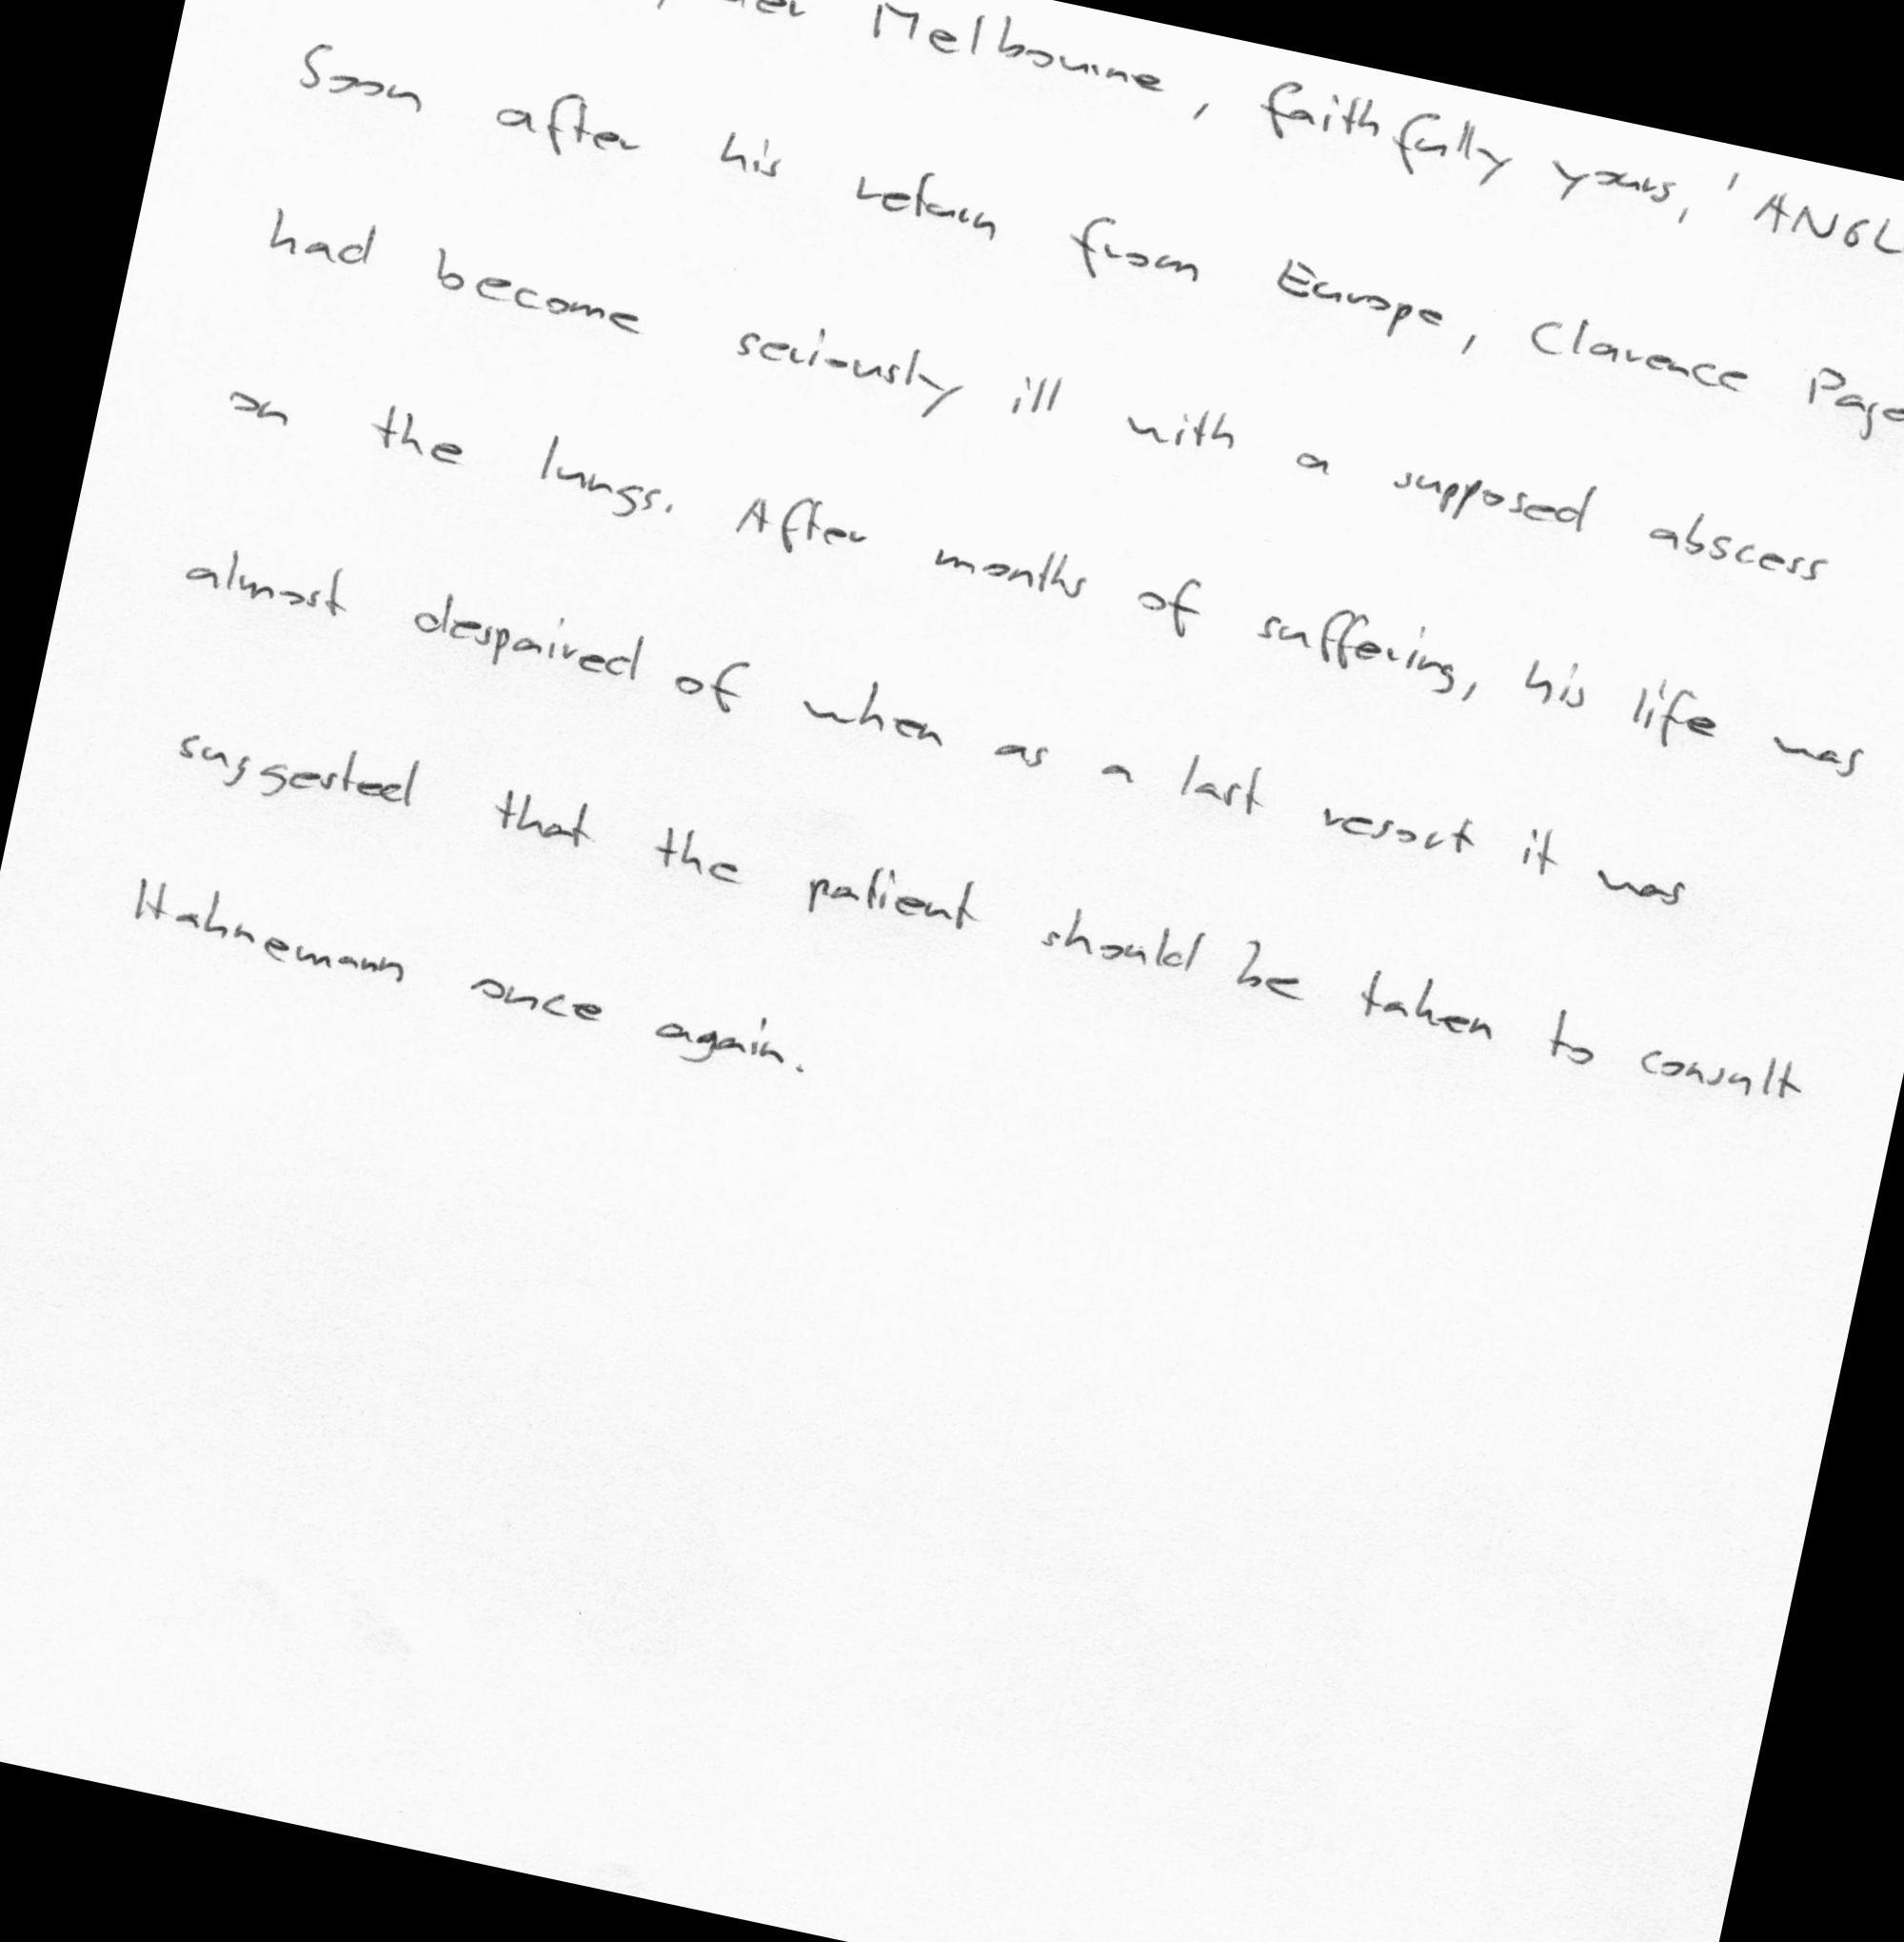 Melbourne, faithfully yours, 'ANGL
Soon after his return from Europe, Clarence Page
had become seriously ill with a supposed abscess
on the lungs. After months of suffering, his life was
almost despaired of when as a last resort it was
suggested that the patient should be taken to consult
Hahnemann once again.